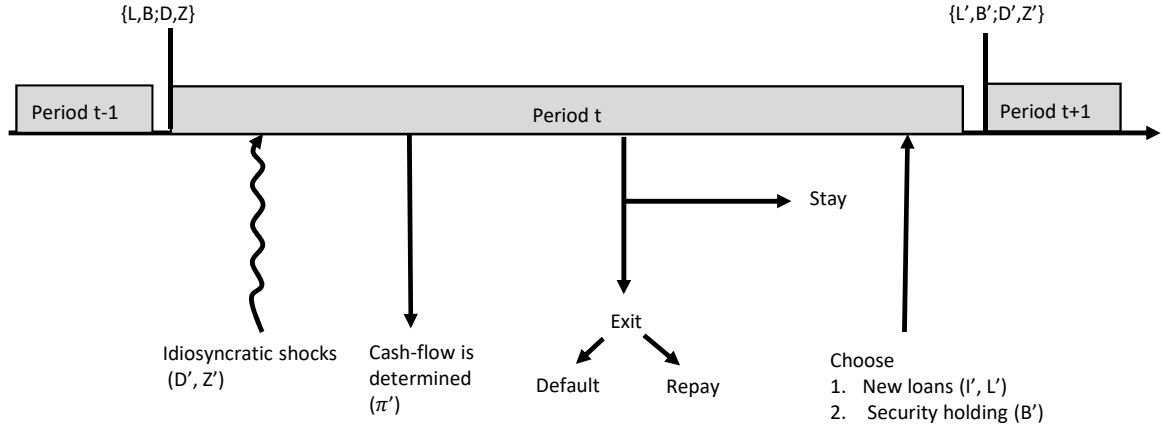 {L,B;D,Z}
{L’,B’;D’,Z’}
Period t-1
Period t
Period t+1
Stay
Exit
Default
Repay
Idiosyncratic shocks
(D’, Z’)
Cash-flow is
determined
(π’)
Choose
1. New loans (I’, L’)
2. Security holding (B’)